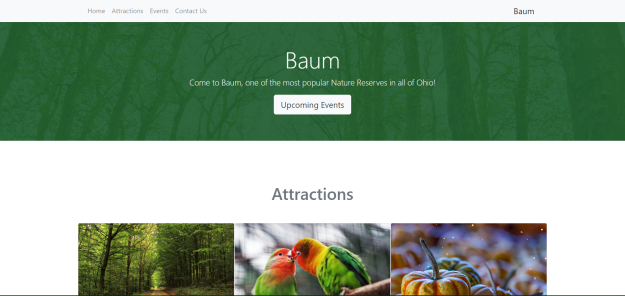 Home Attractions Events Contact Us Baum
Baum
Come to Baum, one of the most popular Nature Reserves in all of Ohio!
Upcoming Events
Attractions